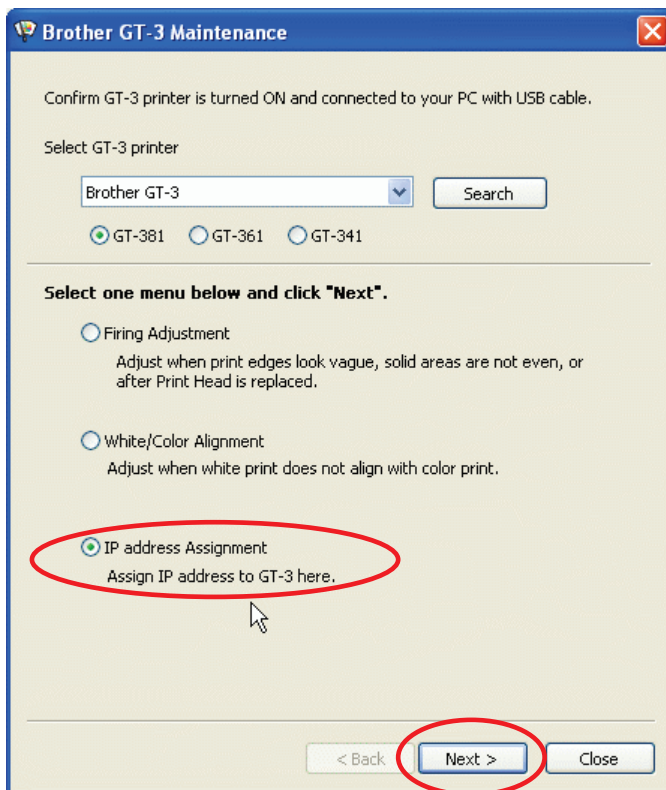 Brother GT-3 Maintenance
Confirm GT-3 printer is turned ON and connected to your PC with USB cable.
Select GT-3 printer
Brother GT-3 Search
GT-381 GT-361 GT-341
Select one menu below and click "Next".
Firing Adjustment
Adjust when print edges look vague, solid areas are not even, or
after Print Head is replaced.
White/Color Alignment
Adjust when white print does not align with color print.
IP address Assignment
Assign IP address to GT-3 here.
< Back Next > Close